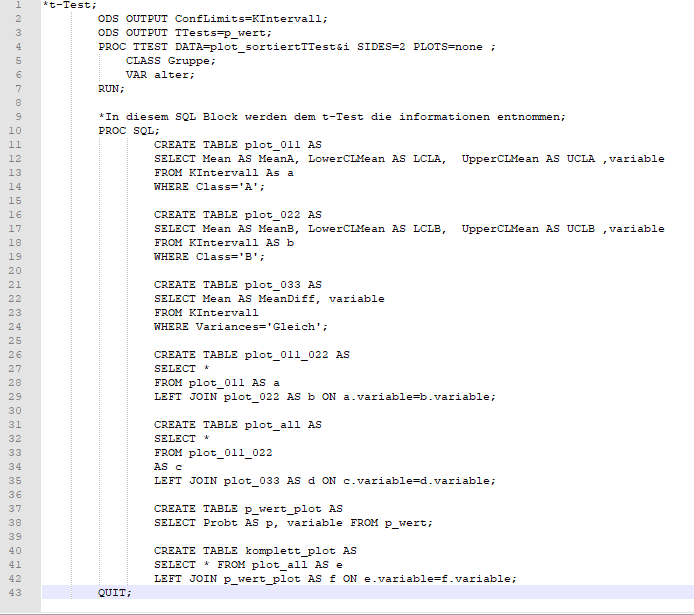 1 *t-Test;
2 ODS OUTPUT ConfLimits=KIntervall;
3 ODS OUTPUT TTests=p_wert;
4 PROC TTEST DATA=plot_sortiertTTest&i SIDES=2 PLOTS=none ;
5 CLASS Gruppe;
6 VAR alter;
7 RUN;
8
9 *In diesem SQL Block werden dem t-Test die informationen entnommen;
10 PROC SQL;
11 CREATE TABLE plot_011 AS
12 SELECT Mean AS MeanA, LowerCLMean AS LCLA,  UpperCLMean AS UCLA ,variable
13 FROM KIntervall As a
14 WHERE Class='A';
15
16 CREATE TABLE plot_022 AS
17 SELECT Mean AS MeanB, LowerCLMean AS LCLB,  UpperCLMean AS UCLB ,variable
18 FROM KIntervall AS b
19 WHERE Class='B';
20
21 CREATE TABLE plot_033 AS
22 SELECT Mean AS MeanDiff, variable
23 FROM KIntervall
24 WHERE Variances='Gleich';
25
26 CREATE TABLE plot_011_022 AS
27 SELECT *
28 FROM plot_011 AS a
29 LEFT JOIN plot_022 AS b ON a.variable=b.variable;
30
31 CREATE TABLE plot_all AS
32 SELECT *
33 FROM plot_011_022
34 AS c
35 LEFT JOIN plot_033 AS d ON c.variable=d.variable;
36
37 CREATE TABLE p_wert_plot AS
38 SELECT Probt AS p, variable FROM p_wert;
39
40 CREATE TABLE komplett_plot AS
41 SELECT * FROM plot_all AS e
42 LEFT JOIN p_wert_plot AS f ON e.variable=f.variable;
43 QUIT;